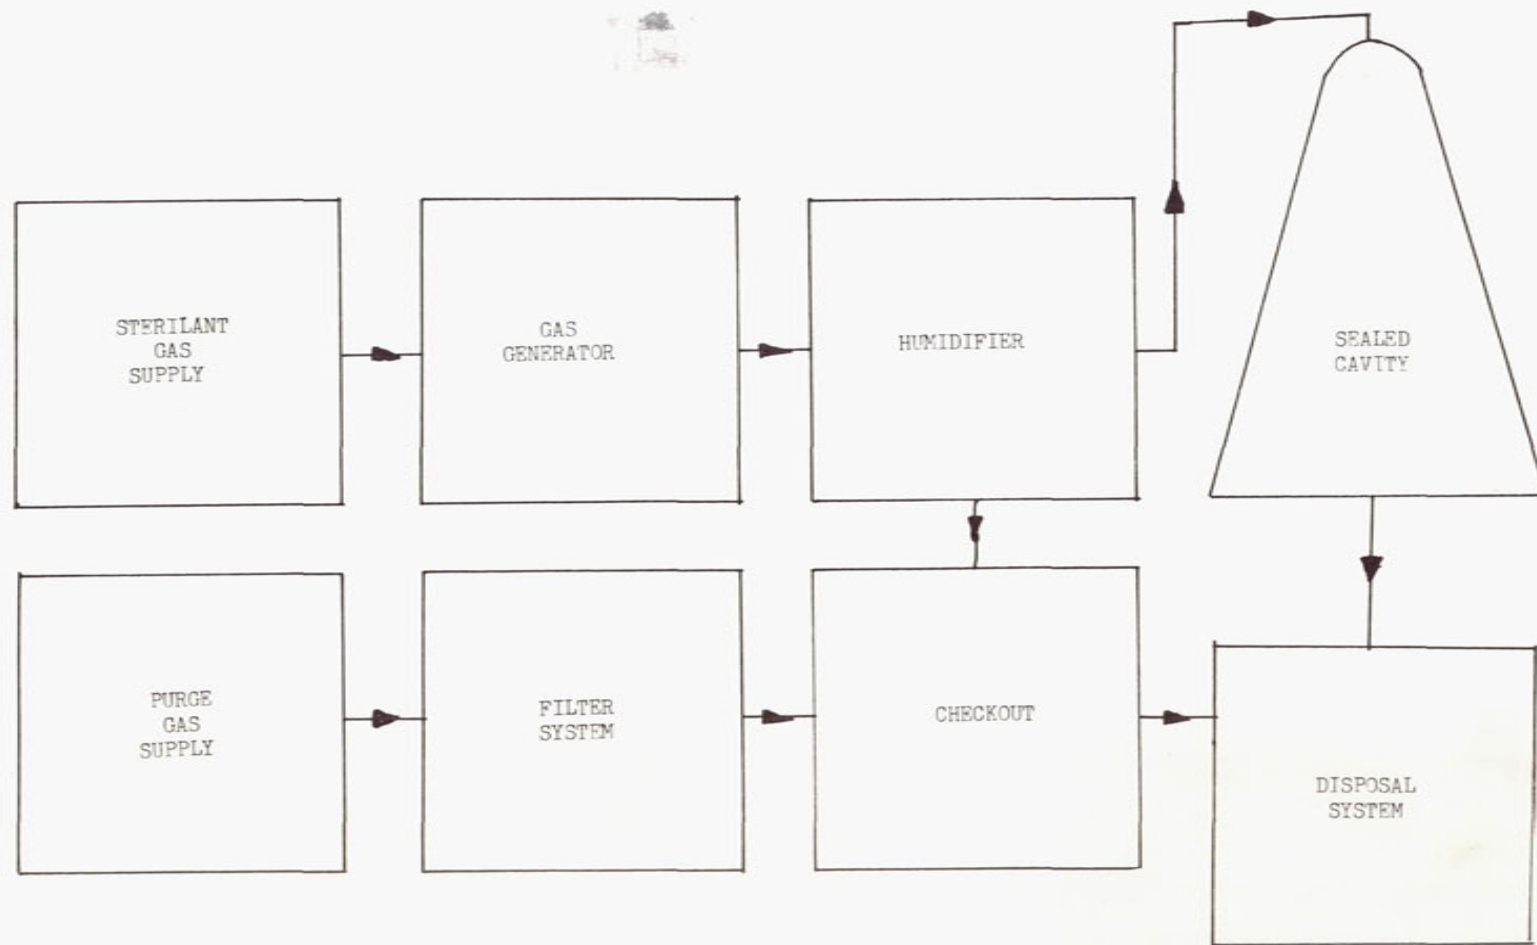 STERILANT
GAS
SUPPLY
GAS
GENERATOR
HUMIDIFIER
SEALED
CAVITY
PURGE
GAS
SUPPLY
FILTER
SYSTEM
CHECKOUT
DISPOSAL
SYSTEM